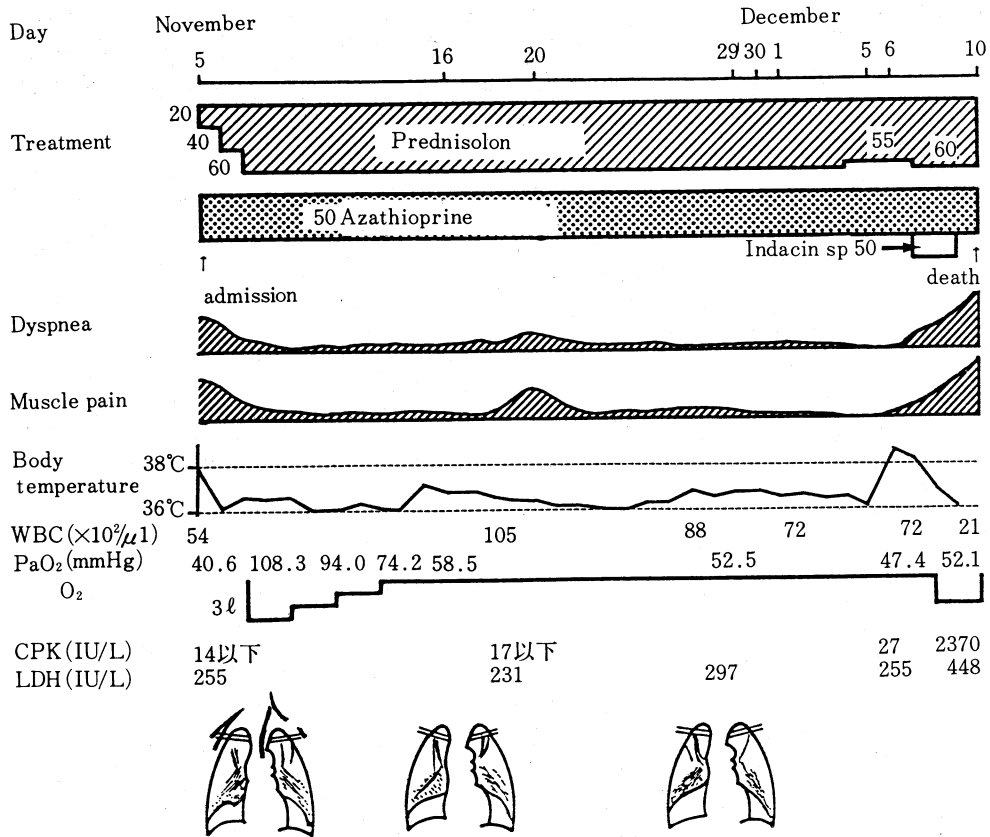 November December
Day
5 16 20 29 30 1 5 6 10
20
Treatment 40 Prednisolon 55
60 60
50 Azathioprine
Indacin sp 50
↑ ↑
admission death
Dyspnea
Muscle pain
Body
temperature
38℃
36℃
WBC(×10²/μl) 54 105 88 72 72 21
PaO₂(mmHg) 40.6 108.3 94.0 74.2 58.5 52.5 47.4 52.1
O₂
3ℓ
CPK(IU/L) 14以下 17以下 27 2370
LDH(IU/L) 255 231 297 255 448